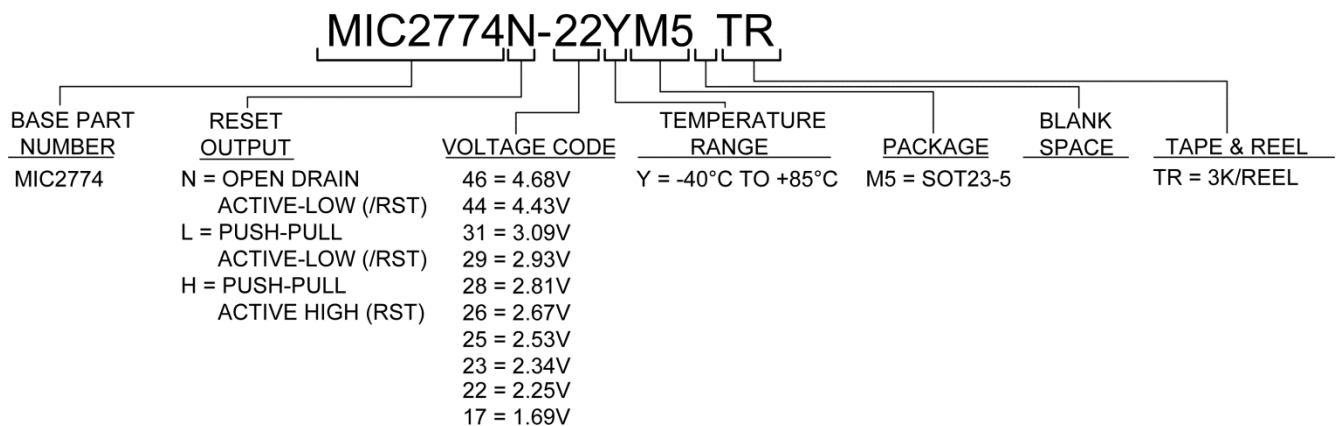 MIC2774N-22YM5 TR
BASE PART
NUMBER
MIC2774
RESET
OUTPUT
N = OPEN DRAIN
ACTIVE-LOW (/RST)
L = PUSH-PULL
ACTIVE-LOW (/RST)
H = PUSH-PULL
ACTIVE HIGH (RST)
VOLTAGE CODE
46 = 4.68V
44 = 4.43V
31 = 3.09V
29 = 2.93V
28 = 2.81V
26 = 2.67V
25 = 2.53V
23 = 2.34V
22 = 2.25V
17 = 1.69V
TEMPERATURE
RANGE
Y = -40°C TO +85°C
PACKAGE
M5 = SOT23-5
BLANK
SPACE
TAPE & REEL
TR = 3K/REEL